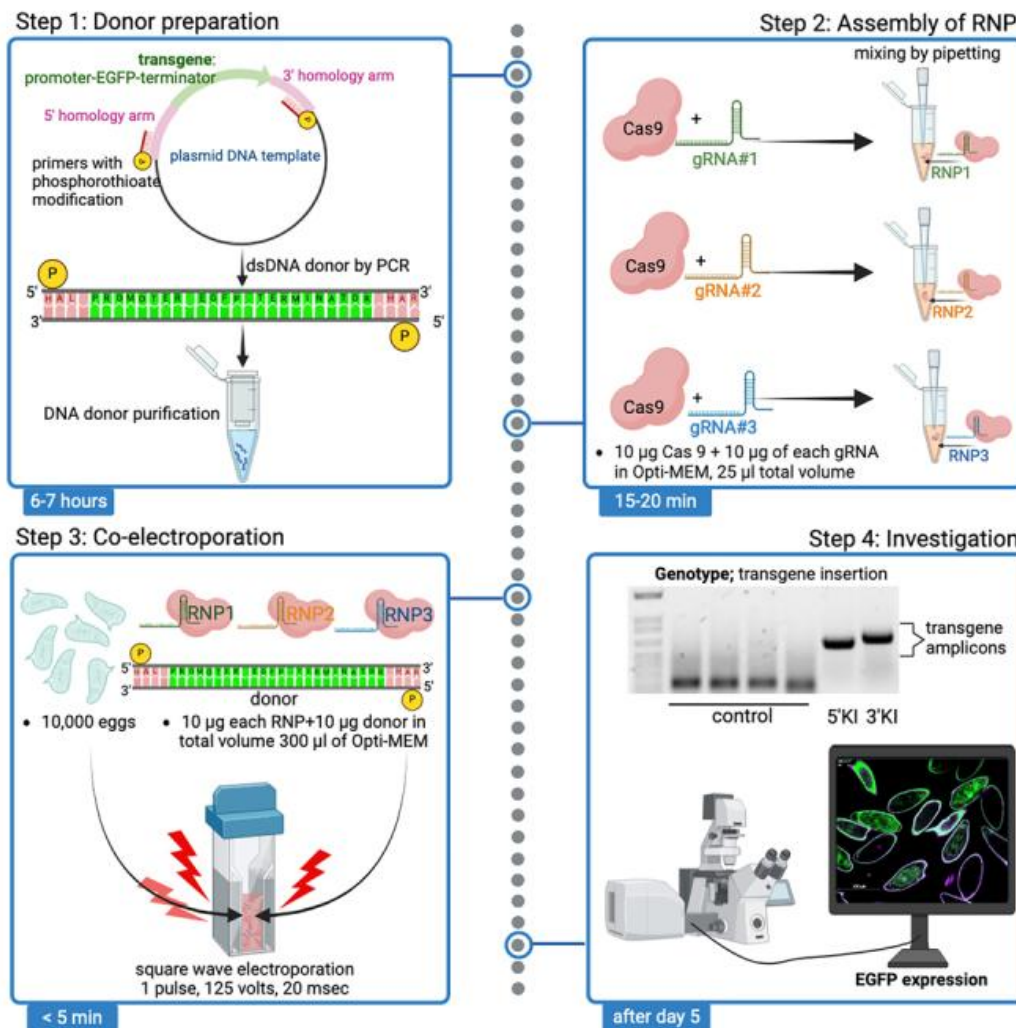 Step 1: Donor preparation
transgene:
promoter-EGFP-terminator
3' homology arm
5' homology arm
plasmid DNA template
primers with
phosphorothioate
modification
dsDNA donor by PCR
P
5'
3'
3'
5'
P
DNA donor purification
6-7 hours
Step 2: Assembly of RNP
mixing by pipetting
Cas9
+
gRNA#1
RNP1
Cas9
+
gRNA#2
RNP2
Cas9
+
gRNA#3
RNP3
• 10 µg Cas 9 + 10 µg of each gRNA
in Opti-MEM, 25 µl total volume
15-20 min
Step 3: Co-electroporation
RNP1
RNP2
RNP3
P
5'
3'
3'
5'
P
donor
• 10,000 eggs
• 10 µg each RNP+10 µg donor in
total volume 300 µl of Opti-MEM
square wave electroporation
1 pulse, 125 volts, 20 msec
< 5 min
Step 4: Investigation
Genotype; transgene insertion
transgene
amplicons
control
5'KI 3'KI
EGFP expression
after day 5